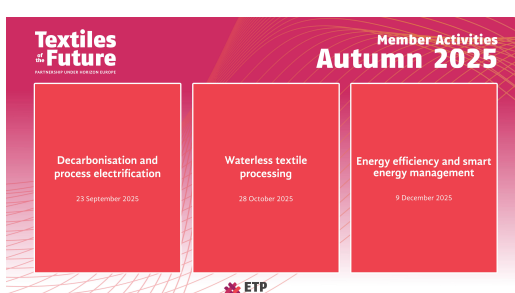 Textiles
of the Future
PARTNERSHIP UNDER HORIZON EUROPE
Member Activities
Autumn 2025
Decarbonisation and
process electrification
23 September 2025
Waterless textile
processing
28 October 2025
Energy efficiency and smart
energy management
9 December 2025
ETP